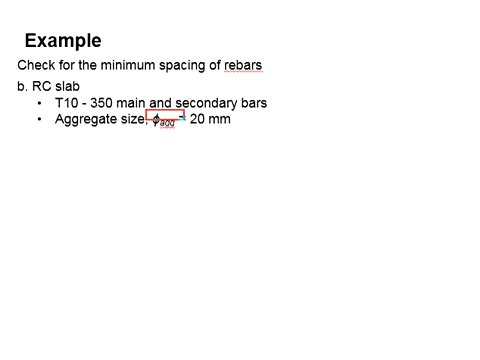 Example
Check for the minimum spacing of rebars
b. RC slab
• T10 - 350 main and secondary bars
• Aggregate size, ϕagg = 20 mm